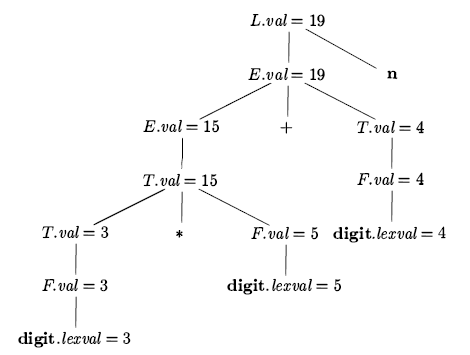 L.val = 19
E.val = 19 n
E.val = 15 + T.val = 4
T.val = 15 F.val = 4
T.val = 3 * F.val = 5 digit.lexval = 4
F.val = 3 digit.lexval = 5
digit.lexval = 3